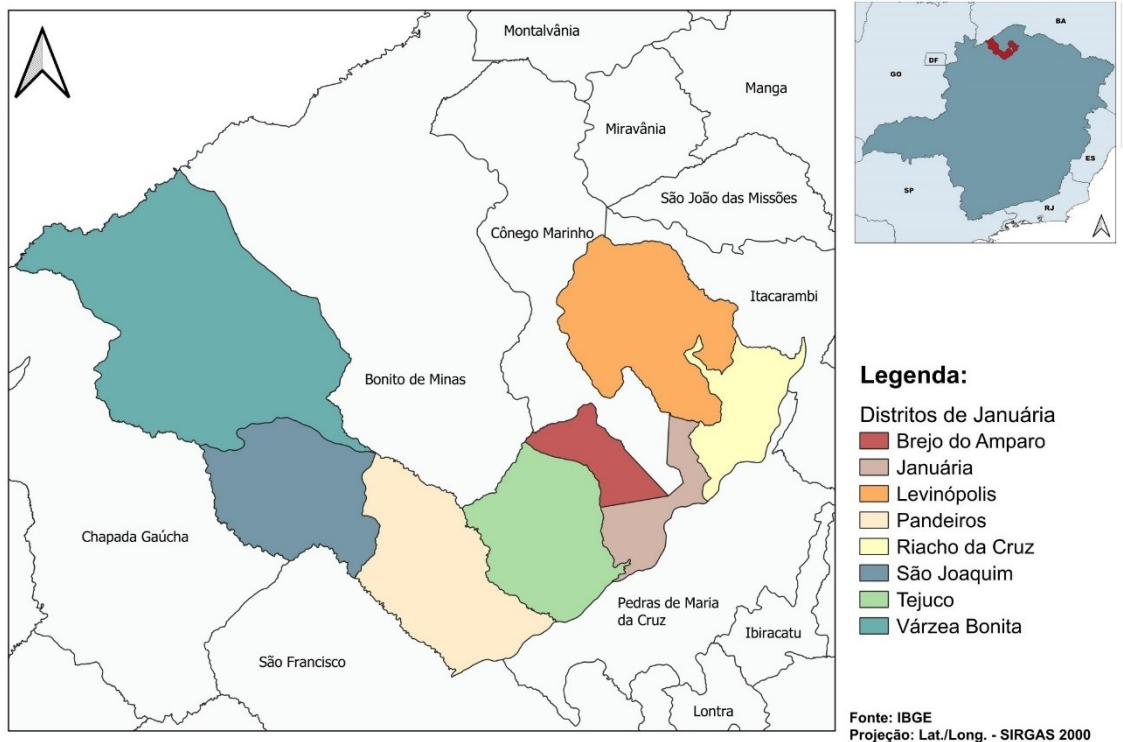 Montalvânia
Manga
Miravânia
São João das Missões
Cônego Marinho
Itacarambi
Bonito de Minas
Chapada Gaúcha
Pedras de Maria
da Cruz
Ibiracatu
São Francisco
Lontra
BA
DF
GO
ES
SP
RJ
Legenda:
Distritos de Januária
Brejo do Amparo
Januária
Levinópolis
Pandeiros
Riacho da Cruz
São Joaquim
Tejuco
Várzea Bonita
Fonte: IBGE
Projeção: Lat./Long. - SIRGAS 2000